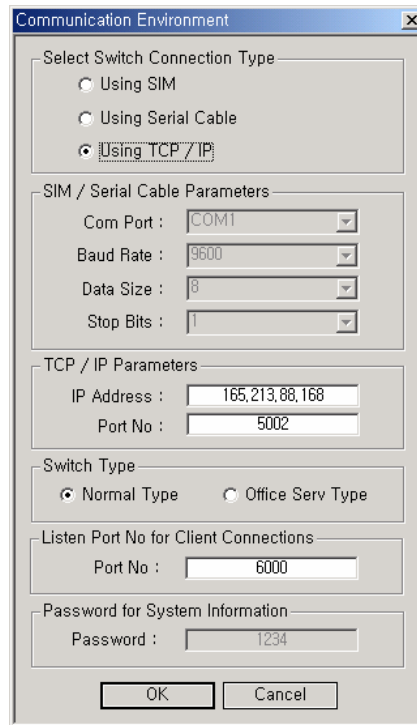 Communication Environment
Select Switch Connection Type
Using SIM
Using Serial Cable
Using TCP / IP
SIM / Serial Cable Parameters
Com Port : COM1
Baud Rate : 9600
Data Size : 8
Stop Bits : 1
TCP / IP Parameters
IP Address : 165,213,88,168
Port No : 5002
Switch Type
Normal Type Office Serv Type
Listen Port No for Client Connections
Port No : 6000
Password for System Information
Password : 1234
OK Cancel